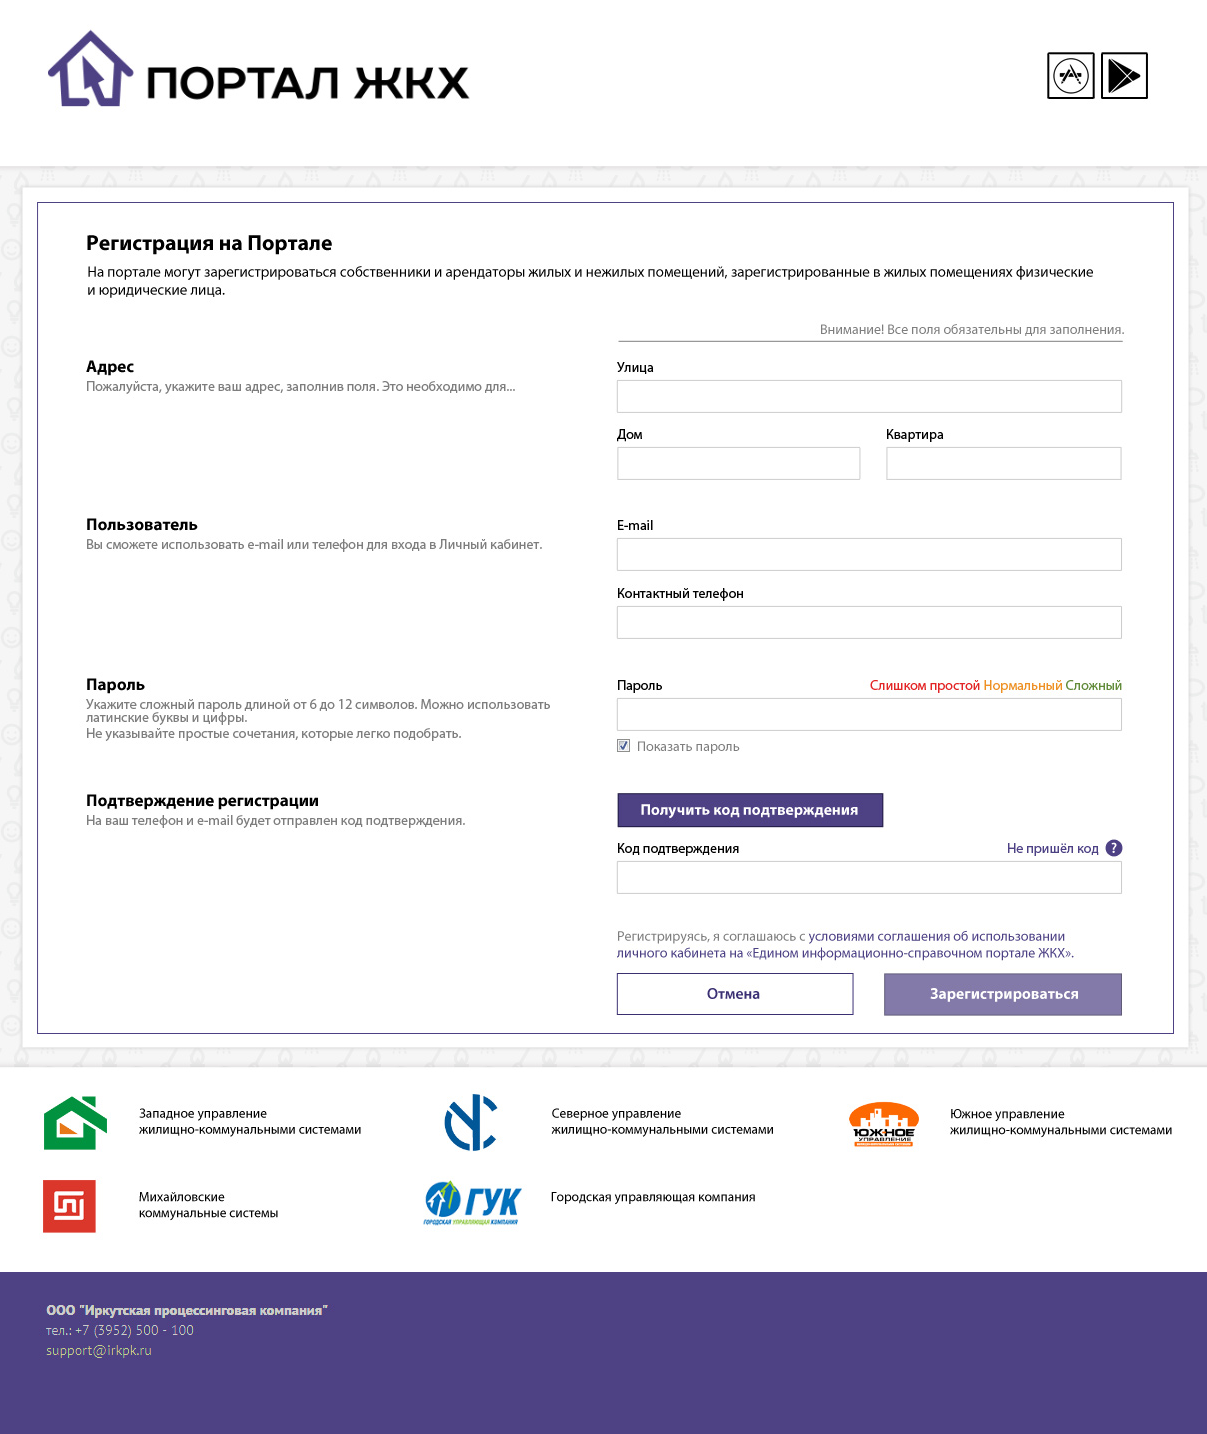 ПОРТАЛ ЖКХ
Регистрация на Портале
На портале могут зарегистрироваться собственники и арендаторы жилых и нежилых помещений, зарегистрированные в жилых помещениях физические
и юридические лица.
Внимание! Все поля обязательны для заполнения.
Адрес
Пожалуйста, укажите ваш адрес, заполнив поля. Это необходимо для...
Улица
Дом
Квартира
Пользователь
Вы сможете использовать e-mail или телефон для входа в Личный кабинет.
E-mail
Контактный телефон
Пароль
Укажите сложный пароль длиной от 6 до 12 символов. Можно использовать
латинские буквы и цифры.
Не указывайте простые сочетания, которые легко подобрать.
Пароль
Слишком простой Нормальный Сложный
Показать пароль
Подтверждение регистрации
На ваш телефон и e-mail будет отправлен код подтверждения.
Получить код подтверждения
Код подтверждения
Не пришёл код ?
Регистрируясь, я соглашаюсь с условиями соглашения об использовании
личного кабинета на «Едином информационно-справочном портале ЖКХ».
Отмена
Зарегистрироваться
Западное управление
жилищно-коммунальными системами
Северное управление
жилищно-коммунальными системами
ЮЖНОЕ
УПРАВЛЕНИЕ
Южное управление
жилищно-коммунальными системами
Михайловские
коммунальные системы
ГУК
ГОРОДСКАЯ УПРАВЛЯЮЩАЯ КОМПАНИЯ
Городская управляющая компания
ООО "Иркутская процессинговая компания"
тел.: +7 (3952) 500 - 100
support@irkpk.ru